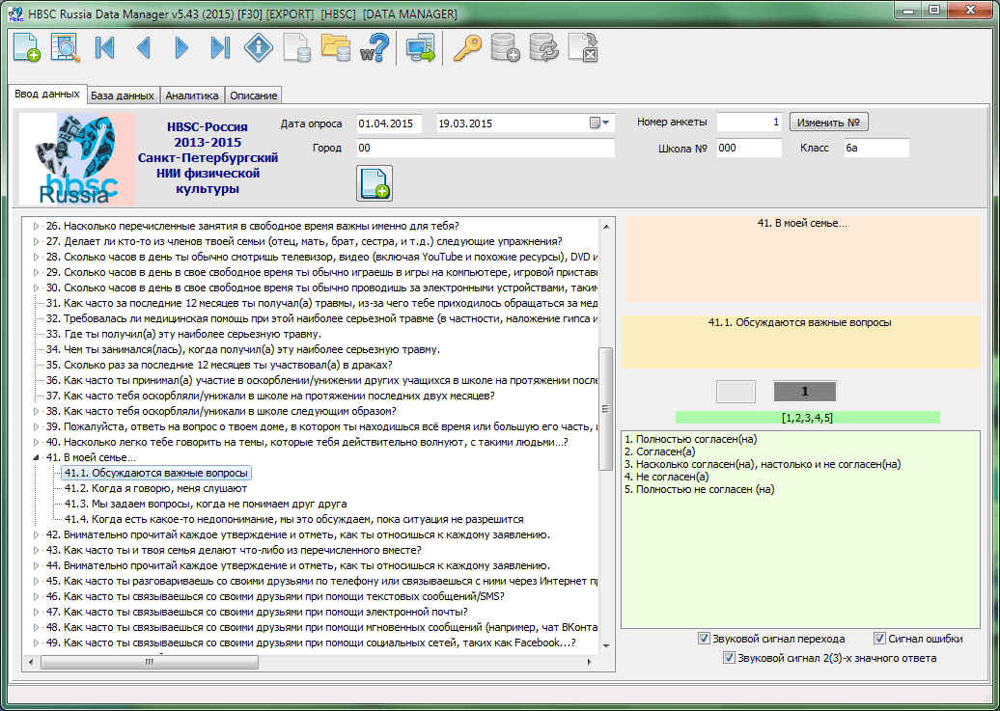 HBSC Russia Data Manager v5.43 (2015) [F30] [EXPORT] [HBSC] [DATA MANAGER]
Ввод данных База данных Аналитика Описание
hbsc
Russia
HBSC-Россия
2013-2015
Санкт-Петербургский
НИИ физической
культуры
Дата опроса 01.04.2015 19.03.2015 Номер анкеты 1 Изменить №
Город 00 Школа № 000 Класс 6а
26. Насколько перечисленные занятия в свободное время важны именно для тебя?
27. Делает ли кто-то из членов твоей семьи (отец, мать, брат, сестра, и т.д.) следующие упражнения?
28. Сколько часов в день ты обычно смотришь телевизор, видео (включая YouTube и похожие ресурсы), DVD и
29. Сколько часов в день в свое свободное время ты обычно играешь в игры на компьютере, игровой пристав
30. Сколько часов в день в свое свободное время ты обычно проводишь за электронными устройствами, таким
31. Как часто за последние 12 месяцев ты получал(а) травмы, из-за чего тебе приходилось обращаться за мед
32. Требовалась ли медицинская помощь при этой наиболее серьезной травме (в частности, наложение гипса и
33. Где ты получил(а) эту наиболее серьезную травму.
34. Чем ты занимался(лась), когда получил(а) эту наиболее серьезную травму.
35. Сколько раз за последние 12 месяцев ты участвовал(а) в драках?
36. Как часто ты принимал(а) участие в оскорблении/унижении других учащихся в школе на протяжении после
37. Как часто тебя оскорбляли/унижали в школе на протяжении последних двух месяцев?
38. Как часто тебя оскорбляли/унижали в школе следующим образом?
39. Пожалуйста, ответь на вопрос о твоем доме, в котором ты находишься всё время или большую его часть, и
40. Насколько легко тебе говорить на темы, которые тебя действительно волнуют, с такими людьми…?
41. В моей семье…
41.1. Обсуждаются важные вопросы
41.2. Когда я говорю, меня слушают
41.3. Мы задаем вопросы, когда не понимаем друг друга
41.4. Когда есть какое-то недопонимание, мы это обсуждаем, пока ситуация не разрешится
42. Внимательно прочитай каждое утверждение и отметь, как ты относишься к каждому заявлению.
43. Как часто ты и твоя семья делают что-либо из перечисленного вместе?
44. Внимательно прочитай каждое утверждение и отметь, как ты относишься к каждому заявлению.
45. Как часто ты разговариваешь со своими друзьями по телефону или связываешься с ними через Интернет пр
46. Как часто ты связываешься со своими друзьями при помощи текстовых сообщений/SMS?
47. Как часто ты связываешься со своими друзьями при помощи электронной почты?
48. Как часто ты связываешься со своими друзьями при помощи мгновенных сообщений (например, чат ВКонта
49. Как часто ты связываешься со своими друзьями при помощи социальных сетей, таких как Facebook…?
41. В моей семье…
41.1. Обсуждаются важные вопросы
1
[1,2,3,4,5]
1. Полностью согласен(на)
2. Согласен(а)
3. Насколько согласен(на), настолько и не согласен(на)
4. Не согласен(а)
5. Полностью не согласен (на)
Звуковой сигнал перехода Сигнал ошибки
Звуковой сигнал 2(3)-х значного ответа